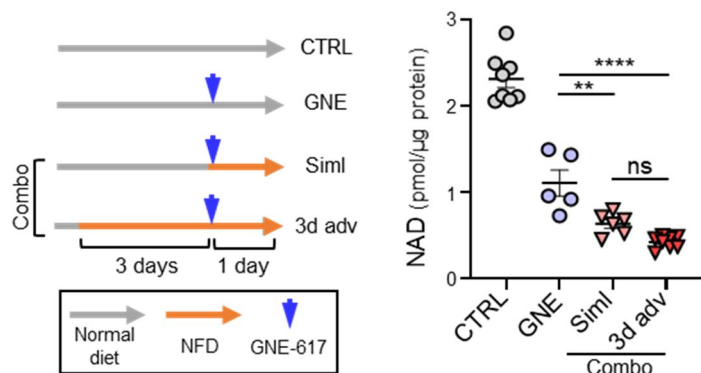 CTRL
GNE
Siml
3d adv
Combo
3 days
1 day
Normal
diet
NFD
GNE-617
NAD (pmol/µg protein)
3
2
1
0
****
**
ns
CTRL
GNE
Siml
3d adv
Combo